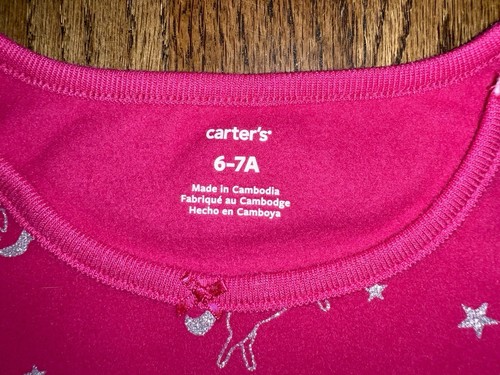 carter's
6-7A
Made in Cambodia
Fabriqué au Cambodge
Hecho en Camboya